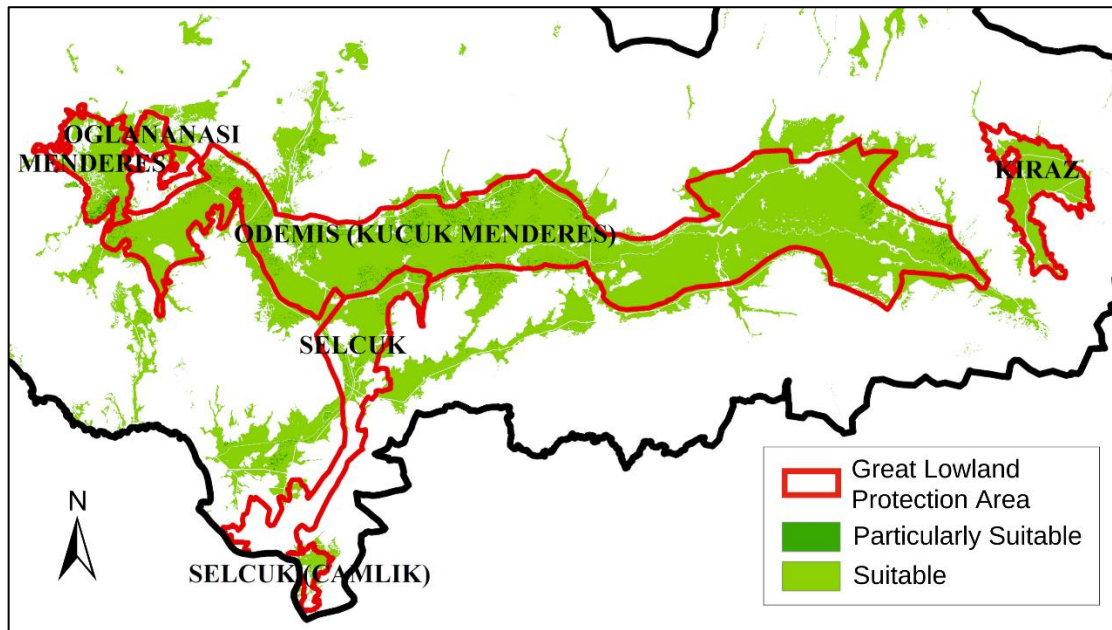 OGLANANASI
MENDERES
KIRAZ
ODEMIS (KUCUK MENDERES)
SELCUK
SELCUK (CAMLIK)
N
Great Lowland
Protection Area
Particularly Suitable
Suitable